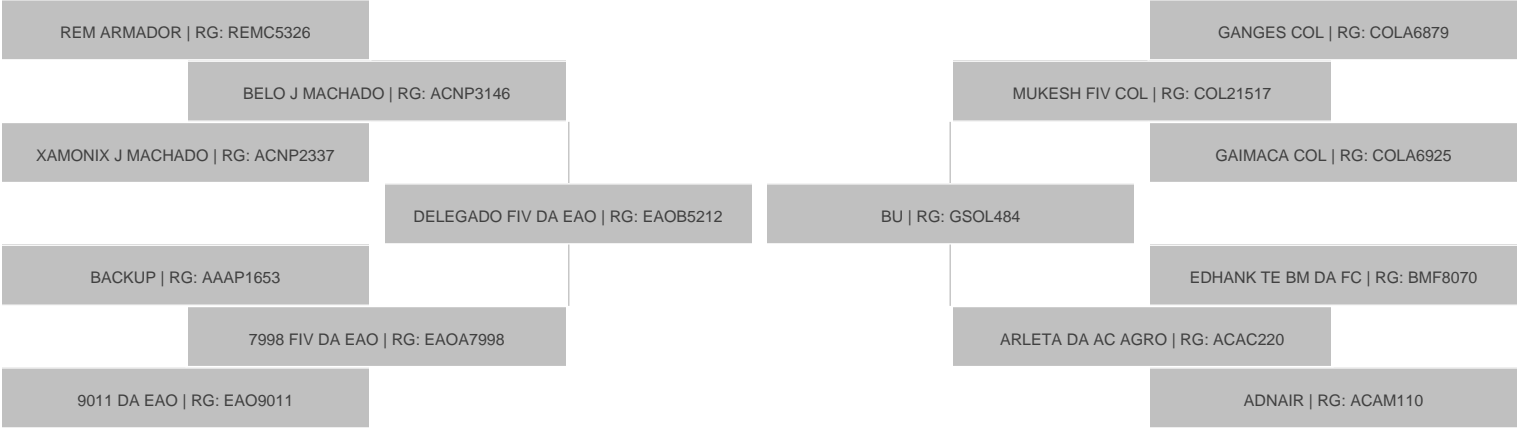 REM ARMADOR | RG: REMC5326
GANGES COL | RG: COLA6879
BELO J MACHADO | RG: ACNP3146
MUKESH FIV COL | RG: COL21517
XAMONIX J MACHADO | RG: ACNP2337
GAIMACA COL | RG: COLA6925
DELEGADO FIV DA EAO | RG: EAOB5212
BU | RG: GSOL484
BACKUP | RG: AAAP1653
EDHANK TE BM DA FC | RG: BMF8070
7998 FIV DA EAO | RG: EAOA7998
ARLETA DA AC AGRO | RG: ACAC220
9011 DA EAO | RG: EAO9011
ADNAIR | RG: ACAM110